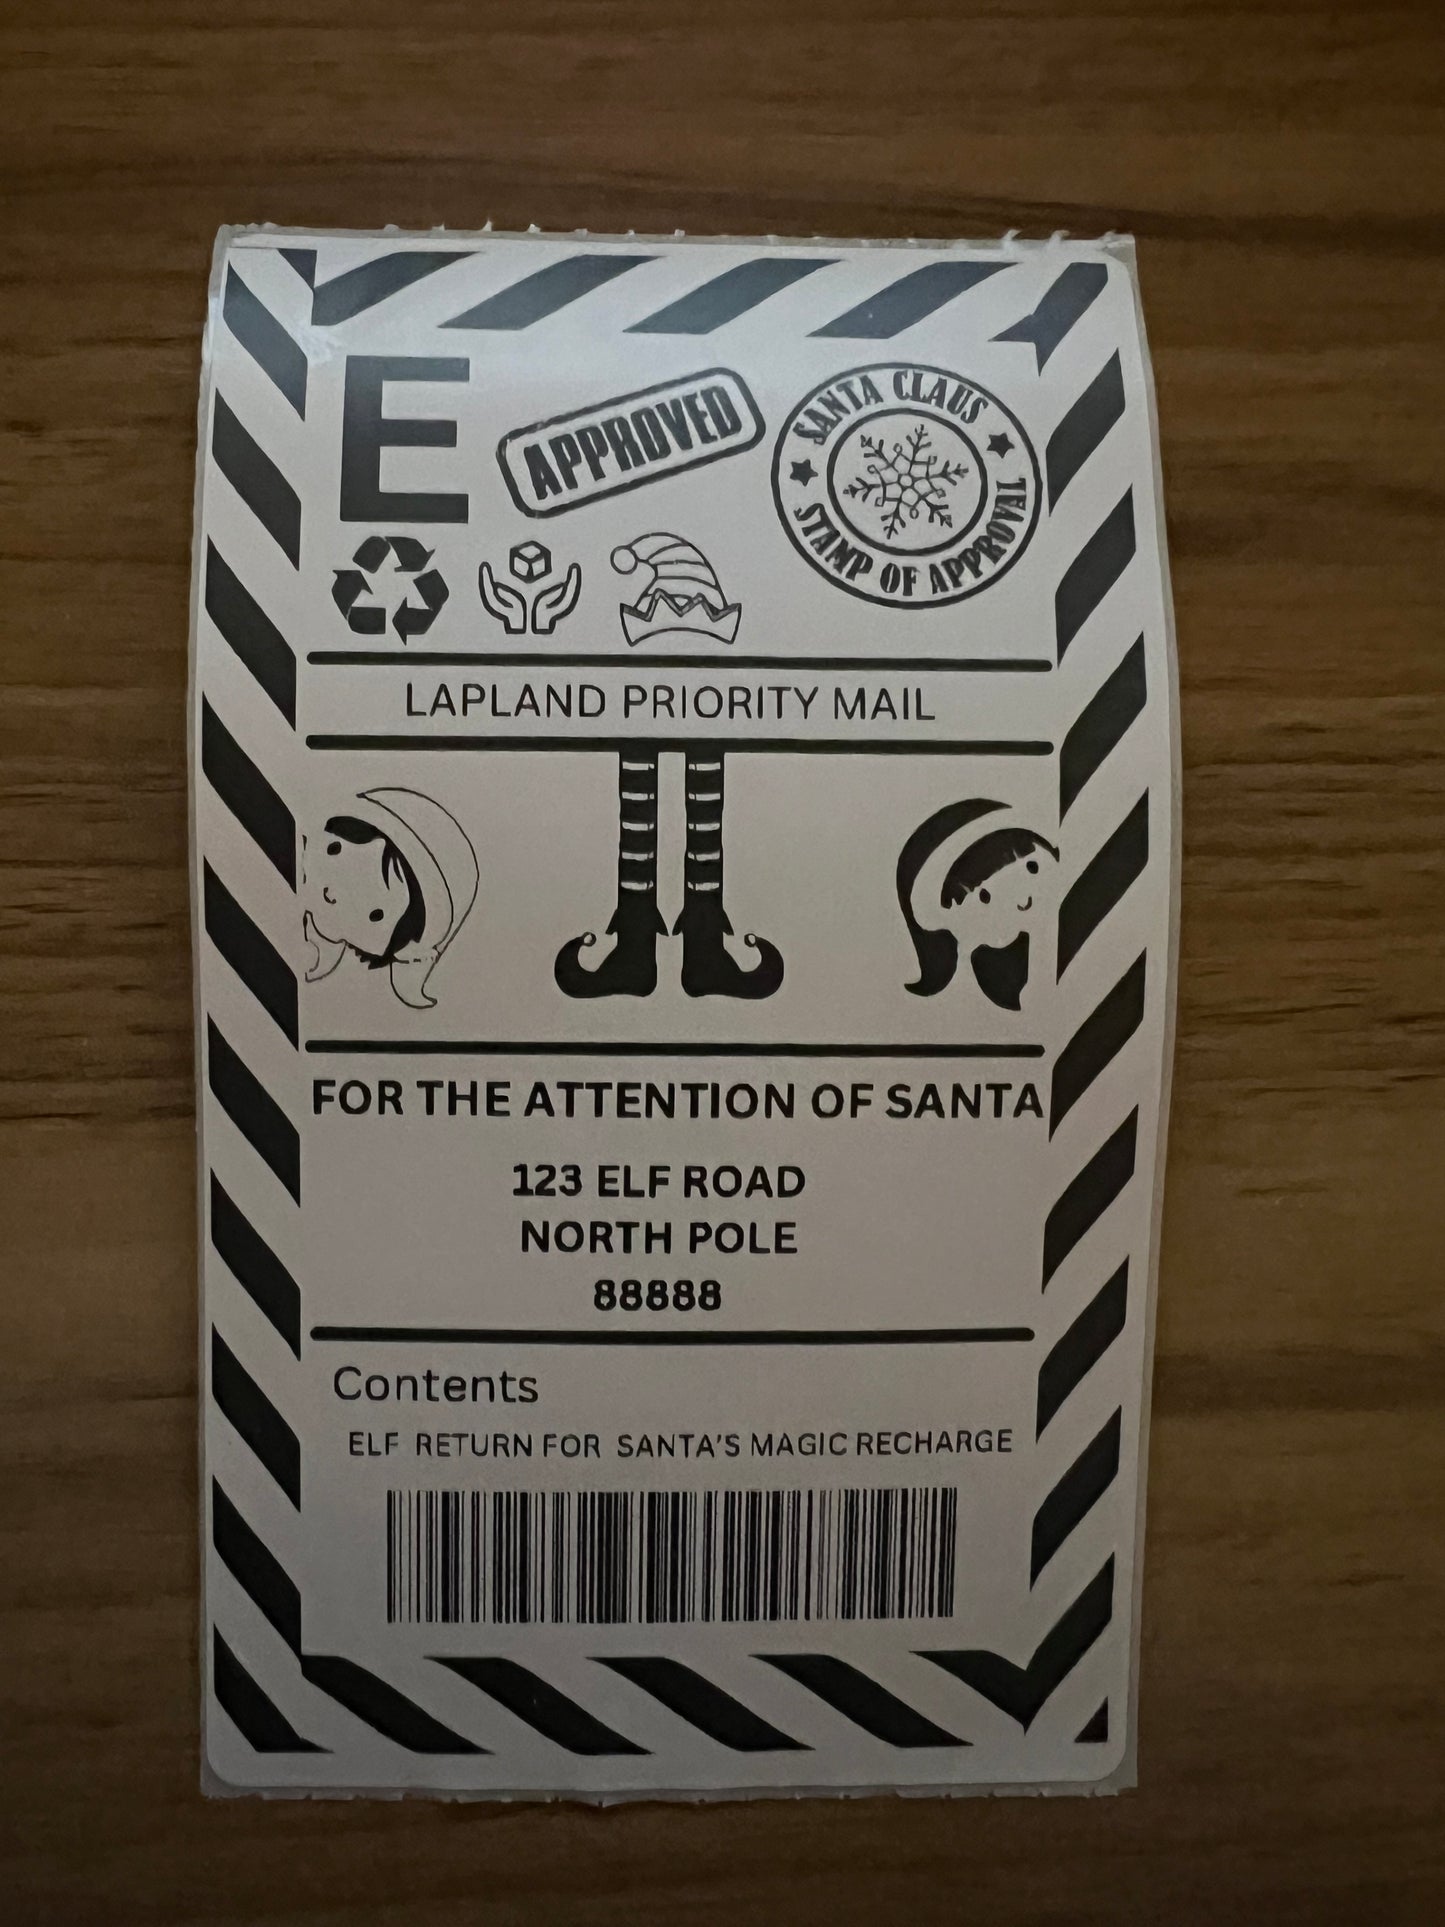 E
APPROVED
SANTA CLAUS
STAMP OF APPROVAL
LAPLAND PRIORITY MAIL
FOR THE ATTENTION OF SANTA
123 ELF ROAD
NORTH POLE
88888
Contents
ELF RETURN FOR SANTA'S MAGIC RECHARGE